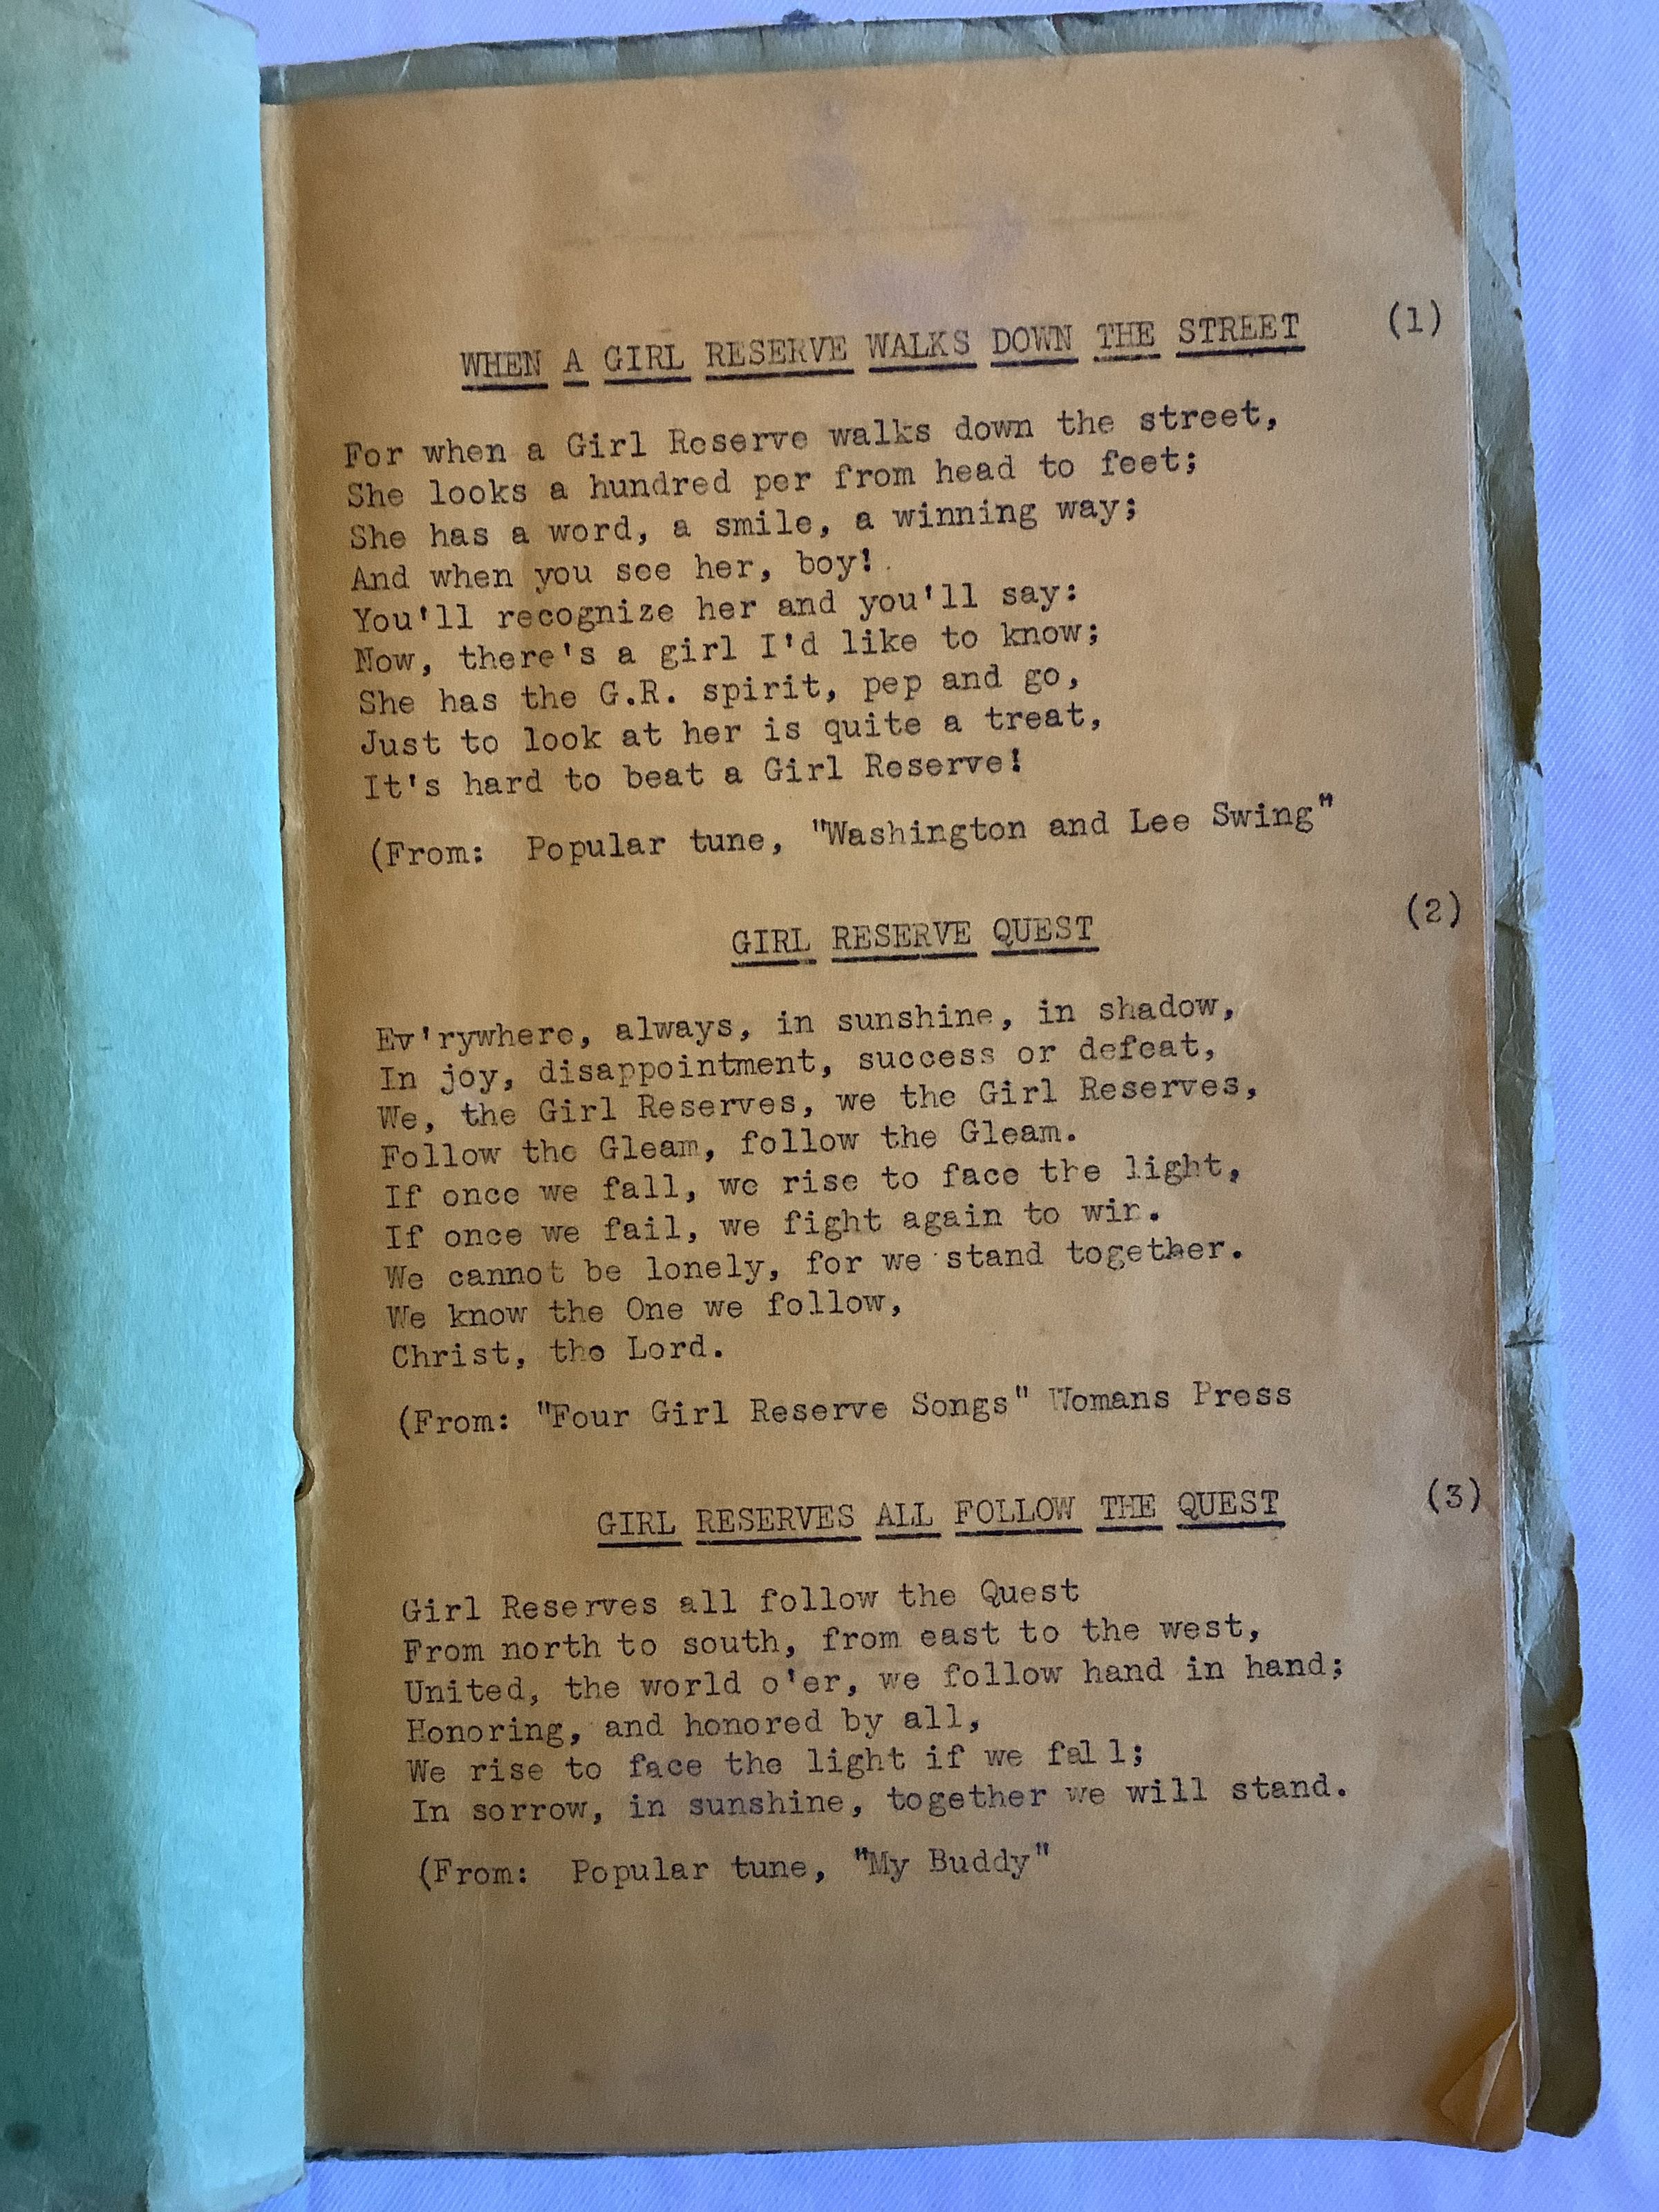 (1)
WHEN A GIRL RESERVE WALKS DOWN THE STREET
For when a Girl Reserve walks down the street,
She looks a hundred per from head to feet;
She has a word, a smile, a winning way;
And when you see her, boy!
You'll recognize her and you'll say:
Now, there's a girl I'd like to know;
She has the G.R. spirit, pep and go,
Just to look at her is quite a treat,
It's hard to beat a Girl Reserve!
(From: Popular tune, "Washington and Lee Swing"
(2)
GIRL RESERVE QUEST
Ev'rywhere, always, in sunshine, in shadow,
In joy, disappointment, success or defeat,
We, the Girl Reserves, we the Girl Reserves,
Follow the Gleam, follow the Gleam.
If once we fall, we rise to face the light,
If once we fail, we fight again to win.
We cannot be lonely, for we stand together.
We know the One we follow,
Christ, the Lord.
(From: "Four Girl Reserve Songs" Womans Press
(3)
GIRL RESERVES ALL FOLLOW THE QUEST
Girl Reserves all follow the Quest
From north to south, from east to the west,
United, the world o'er, we follow hand in hand;
Honoring, and honored by all,
We rise to face the light if we fal l;
In sorrow, in sunshine, together we will stand.
(From: Popular tune, "My Buddy"